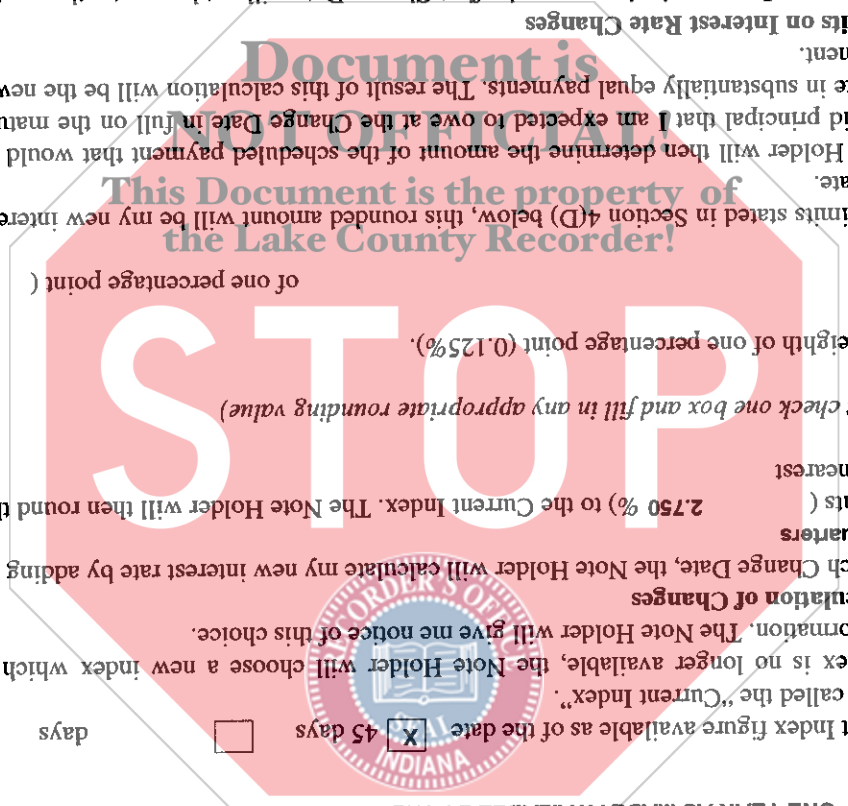 Document is
NOT OFFICIAL!
This Document is the property of
the Lake County Recorder!
STOP
RECORDER'S OFFICE
SEAL
INDIANA
t Index figure available as of the date X 45 days days
called the "Current Index".
ex is no longer available, the Note Holder will choose a new index which
ormation. The Note Holder will give me notice of this choice.
culation of Changes
ch Change Date, the Note Holder will calculate my new interest rate by adding
uarters
nts ( 2.750 %) to the Current Index. The Note Holder will then round th
nearest
check one box and fill in any appropriate rounding value)
eighth of one percentage point (0.125%).
of one percentage point (
imits stated in Section 4(D) below, this rounded amount will be my new intere
ate.
Holder will then determine the amount of the scheduled payment that would
id principal that I am expected to owe at the Change Date in full on the matu
te in substantially equal payments. The result of this calculation will be the new
ment.
its on Interest Rate Changes